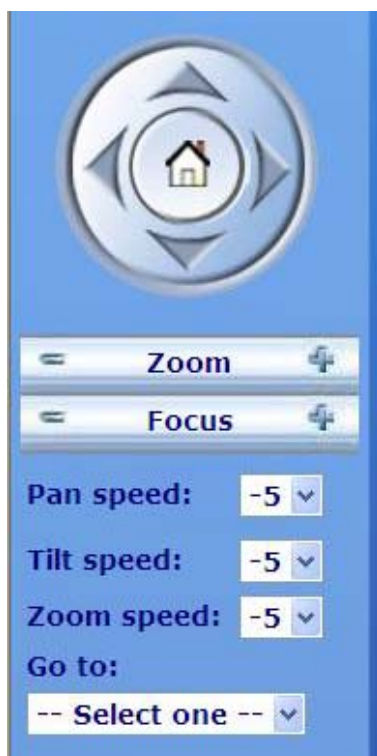 Zoom
Focus
Pan speed: -5
Tilt speed: -5
Zoom speed: -5
Go to:
-- Select one --